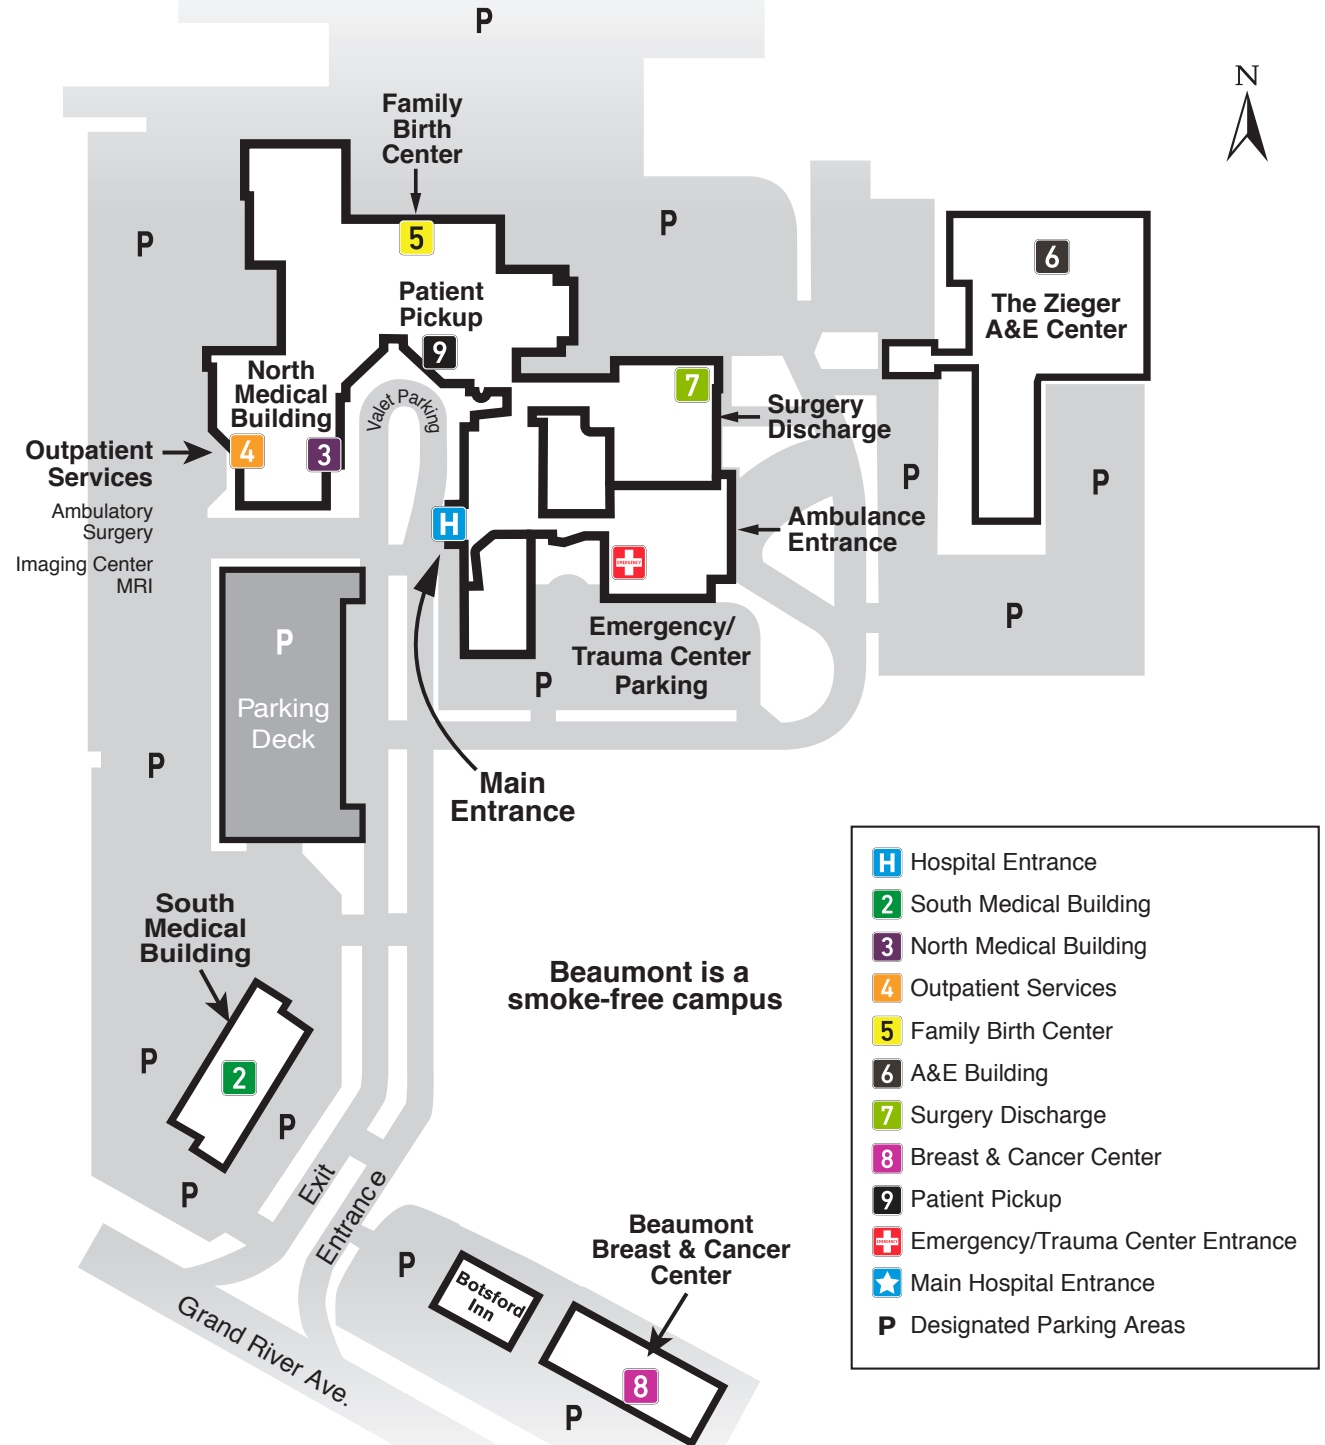 P
N
Family
Birth
Center
5
P
P
6
The Zieger
A&E Center
Patient
Pickup
9
North
Medical
Building
7
Surgery
Discharge
Valet Parking
Outpatient
Services
4
3
Ambulatory
Surgery
Imaging Center
MRI
P
P
H
Ambulance
Entrance
EMERGENCY
P
P
Parking
Deck
Emergency/
Trauma Center
Parking
P
P
Main
Entrance
South
Medical
Building
Beaumont is a
smoke-free campus
P
2
P
P
Exit
Entrance
Grand River Ave.
P
Botsford
Inn
Beaumont
Breast & Cancer
Center
8
P
H Hospital Entrance
2 South Medical Building
3 North Medical Building
4 Outpatient Services
5 Family Birth Center
6 A&E Building
7 Surgery Discharge
8 Breast & Cancer Center
9 Patient Pickup
EMERGENCY Emergency/Trauma Center Entrance
Main Hospital Entrance
P Designated Parking Areas